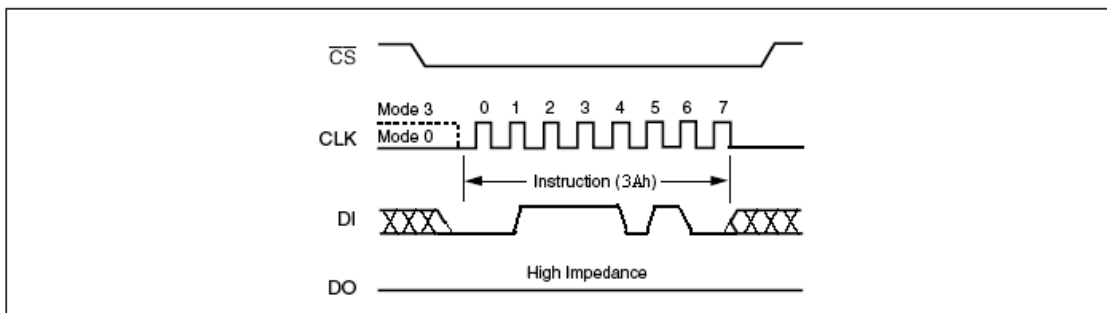 CS
Mode 3 0 1 2 3 4 5 6 7
CLK Mode 0
Instruction (3Ah)
DI
High Impedance
DO